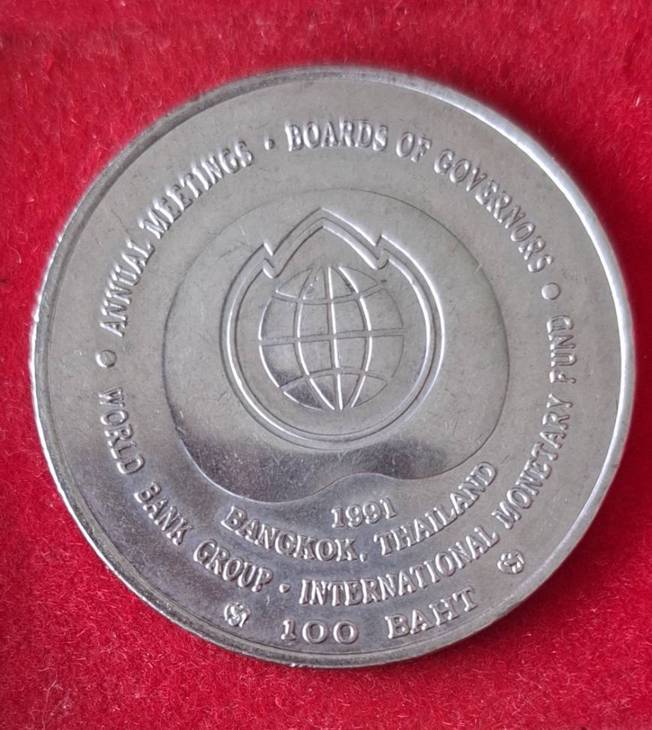 ANNUAL MEETINGS · BOARDS OF GOVERNORS
WORLD BANK GROUP · INTERNATIONAL MONETARY FUND
1991
BANGKOK, THAILAND
100 BAHT